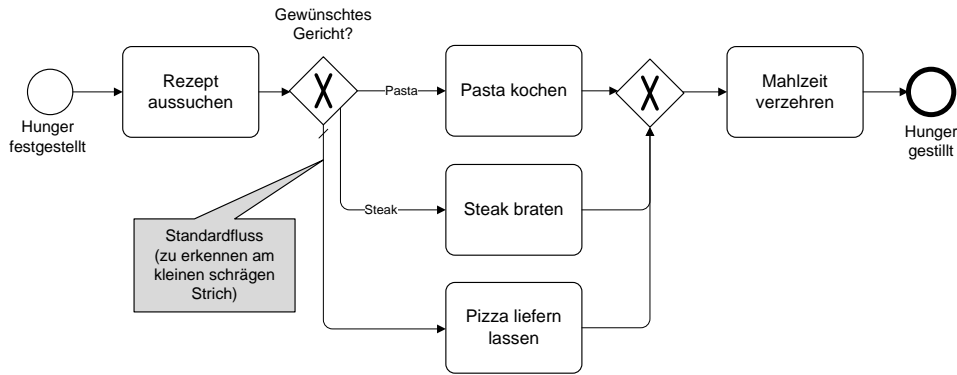 Gewünschtes
Gericht?
Hunger
festgestellt
Rezept
aussuchen
Pasta
Pasta kochen
Steak
Steak braten
Pizza liefern
lassen
Mahlzeit
verzehren
Hunger
gestillt
Standardfluss
(zu erkennen am
kleinen schrägen
Strich)